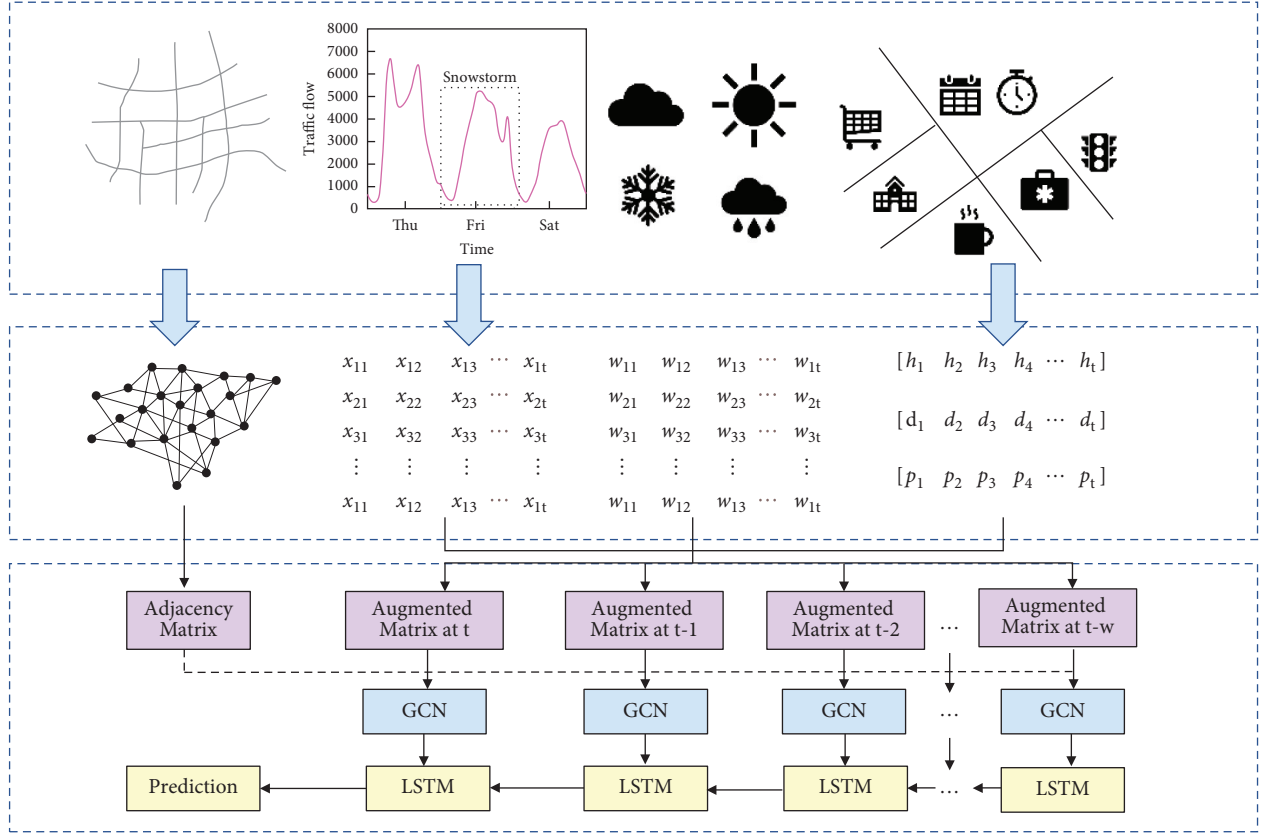 8000
7000
6000
5000
4000
3000
2000
1000
0
Traffic flow
Snowstorm
Thu Fri Sat
Time
x11 x12 x13 ⋯ x1t
x21 x22 x23 ⋯ x2t
x31 x32 x33 ⋯ x3t
⋮ ⋮ ⋮ ⋮
x11 x12 x13 ⋯ x1t
w11 w12 w13 ⋯ w1t
w21 w22 w23 ⋯ w2t
w31 w32 w33 ⋯ w3t
⋮ ⋮ ⋮ ⋮
w11 w12 w13 ⋯ w1t
[h1 h2 h3 h4 ⋯ ht]
[d1 d2 d3 d4 ⋯ dt]
[p1 p2 p3 p4 ⋯ pt]
Adjacency
Matrix
Augmented
Matrix at t
Augmented
Matrix at t-1
Augmented
Matrix at t-2
...
Augmented
Matrix at t-w
GCN
GCN
GCN
...
GCN
Prediction
LSTM
LSTM
LSTM
...
LSTM